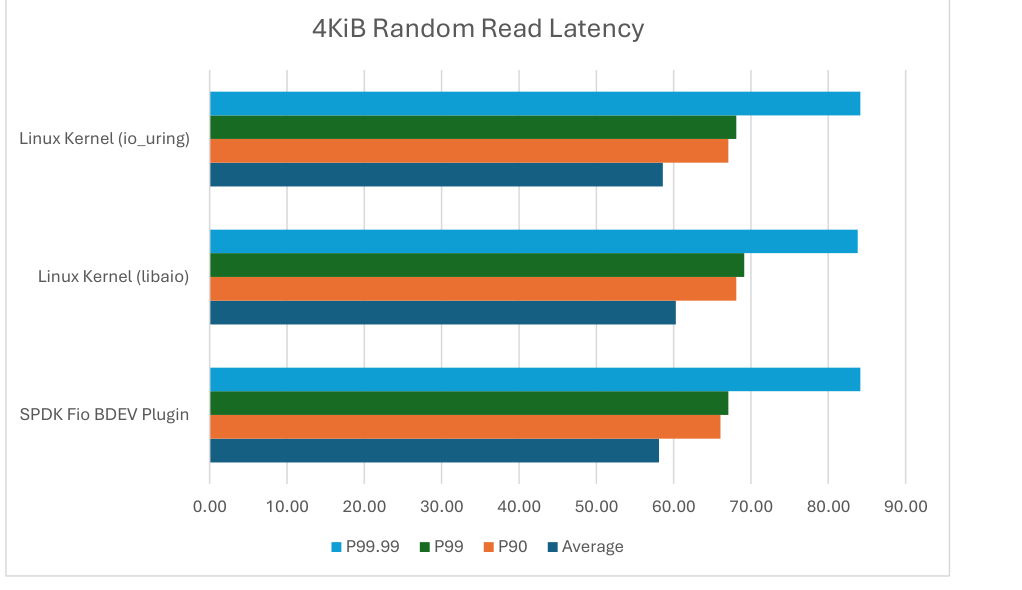 4KiB Random Read Latency
Linux Kernel (io_uring)
Linux Kernel (libaio)
SPDK Fio BDEV Plugin
0.00 10.00 20.00 30.00 40.00 50.00 60.00 70.00 80.00 90.00
P99.99 P99 P90 Average